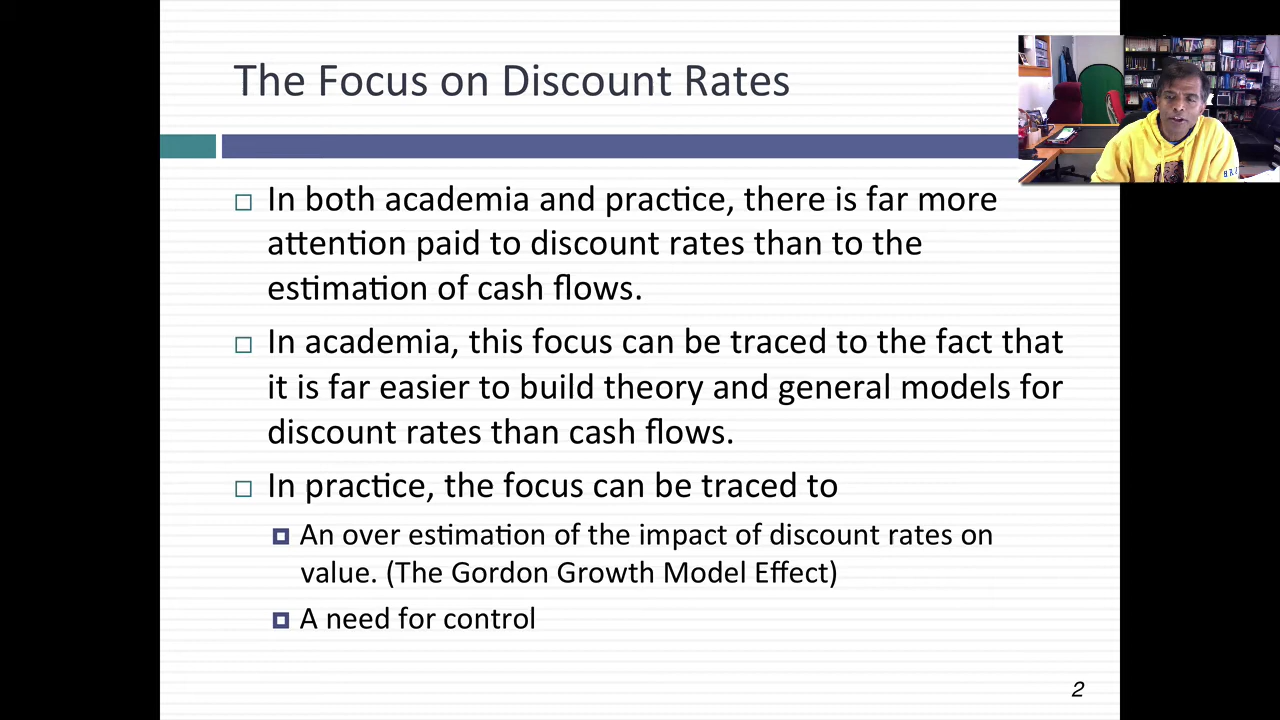 The Focus on Discount Rates
In both academia and practice, there is far more
attention paid to discount rates than to the
estimation of cash flows.
In academia, this focus can be traced to the fact that
it is far easier to build theory and general models for
discount rates than cash flows.
In practice, the focus can be traced to
An over estimation of the impact of discount rates on
value. (The Gordon Growth Model Effect)
A need for control
2